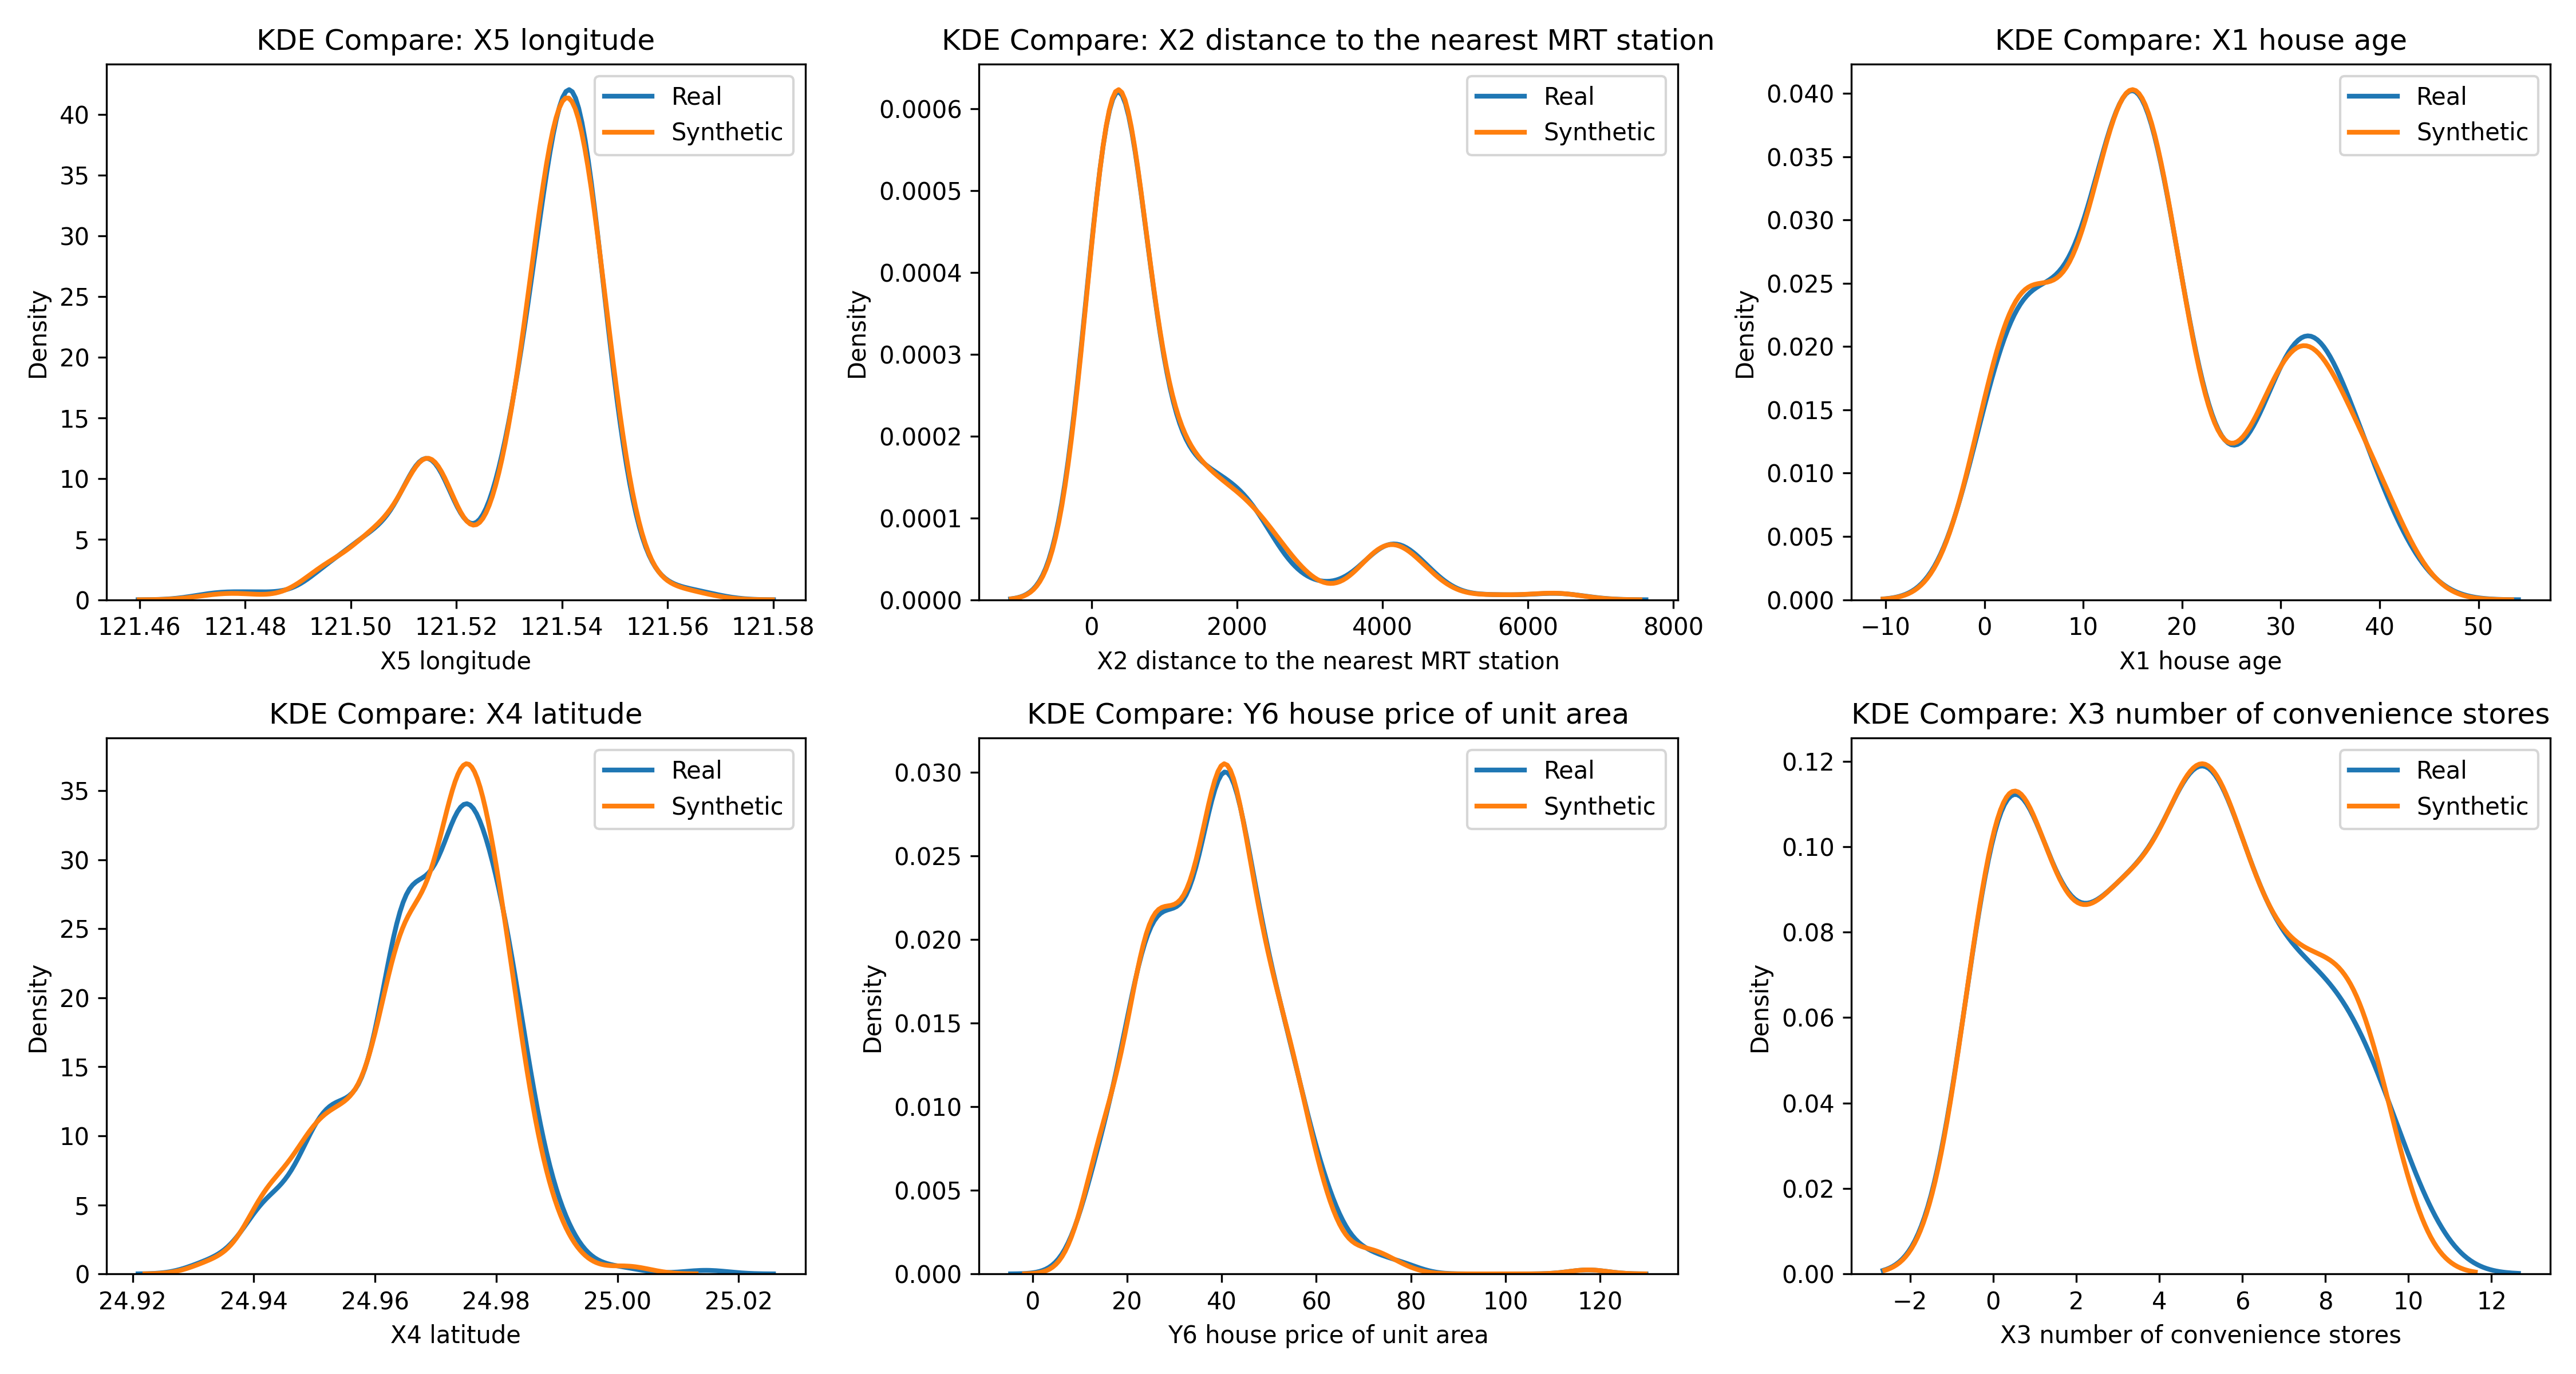 KDE Compare: X5 longitude
Real
Synthetic
Density
40
35
30
25
20
15
10
5
0
121.46 121.48 121.50 121.52 121.54 121.56 121.58
X5 longitude
KDE Compare: X2 distance to the nearest MRT station
Real
Synthetic
Density
0.0006
0.0005
0.0004
0.0003
0.0002
0.0001
0.0000
0 2000 4000 6000 8000
X2 distance to the nearest MRT station
KDE Compare: X1 house age
Real
Synthetic
Density
0.040
0.035
0.030
0.025
0.020
0.015
0.010
0.005
0.000
−10 0 10 20 30 40 50
X1 house age
KDE Compare: X4 latitude
Real
Synthetic
Density
35
30
25
20
15
10
5
0
24.92 24.94 24.96 24.98 25.00 25.02
X4 latitude
KDE Compare: Y6 house price of unit area
Real
Synthetic
Density
0.030
0.025
0.020
0.015
0.010
0.005
0.000
0 20 40 60 80 100 120
Y6 house price of unit area
KDE Compare: X3 number of convenience stores
Real
Synthetic
Density
0.12
0.10
0.08
0.06
0.04
0.02
0.00
−2 0 2 4 6 8 10 12
X3 number of convenience stores